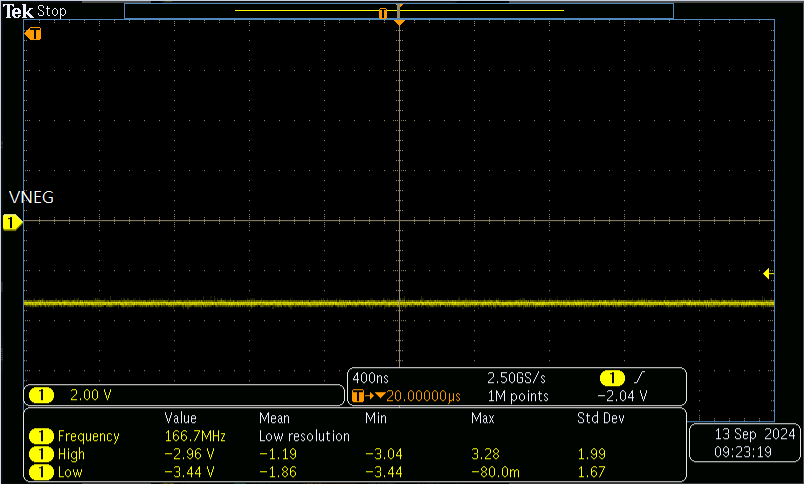 Tek Stop
T
T
VNEG
1
1 2.00 V
400ns 2.50GS/s 1
T→▼20.00000µs 1M points −2.04 V
Value Mean Min Max Std Dev
1 Frequency 166.7MHz Low resolution
1 High −2.96 V −1.19 −3.04 3.28 1.99
1 Low −3.44 V −1.86 −3.44 −80.0m 1.67
13 Sep 2024
09:23:19